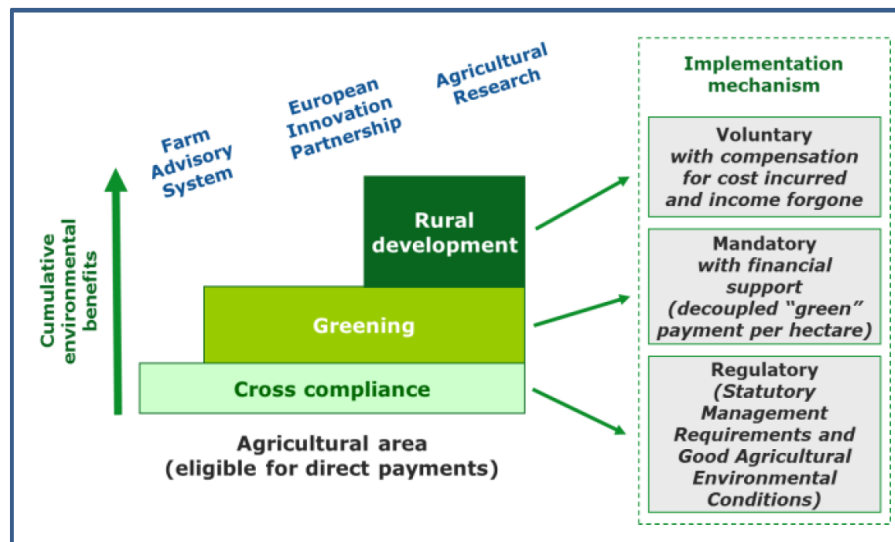 Farm
Advisory
System
European
Innovation
Partnership
Agricultural
Research
Cumulative
environmental
benefits
Rural
development
Greening
Cross compliance
Agricultural area
(eligible for direct payments)
Implementation
mechanism
Voluntary
with compensation
for cost incurred
and income forgone
Mandatory
with financial
support
(decoupled “green”
payment per hectare)
Regulatory
(Statutory
Management
Requirements and
Good Agricultural
Environmental
Conditions)